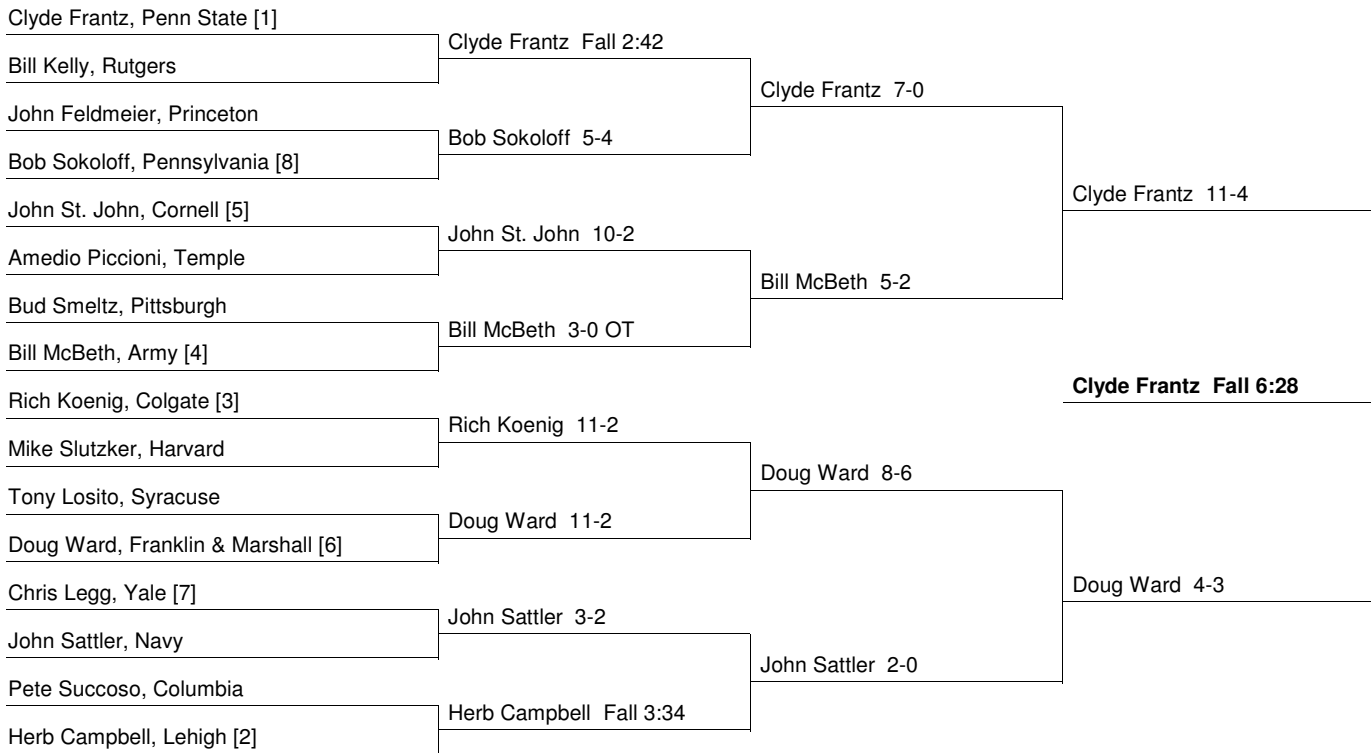 Clyde Frantz, Penn State [1]
Bill Kelly, Rutgers
John Feldmeier, Princeton
Bob Sokoloff, Pennsylvania [8]
John St. John, Cornell [5]
Amedio Piccioni, Temple
Bud Smeltz, Pittsburgh
Bill McBeth, Army [4]
Rich Koenig, Colgate [3]
Mike Slutzker, Harvard
Tony Losito, Syracuse
Doug Ward, Franklin & Marshall [6]
Chris Legg, Yale [7]
John Sattler, Navy
Pete Succoso, Columbia
Herb Campbell, Lehigh [2]
Clyde Frantz Fall 2:42
Bob Sokoloff 5-4
John St. John 10-2
Bill McBeth 3-0 OT
Rich Koenig 11-2
Doug Ward 11-2
John Sattler 3-2
Herb Campbell Fall 3:34
Clyde Frantz 7-0
Bill McBeth 5-2
Doug Ward 8-6
John Sattler 2-0
Clyde Frantz 11-4
Doug Ward 4-3
Clyde Frantz Fall 6:28